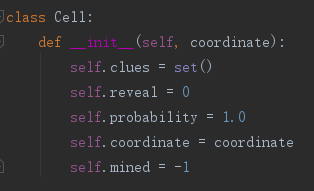 class Cell:
def __init__(self, coordinate):
self.clues = set()
self.reveal = 0
self.probability = 1.0
self.coordinate = coordinate
self.mined = -1